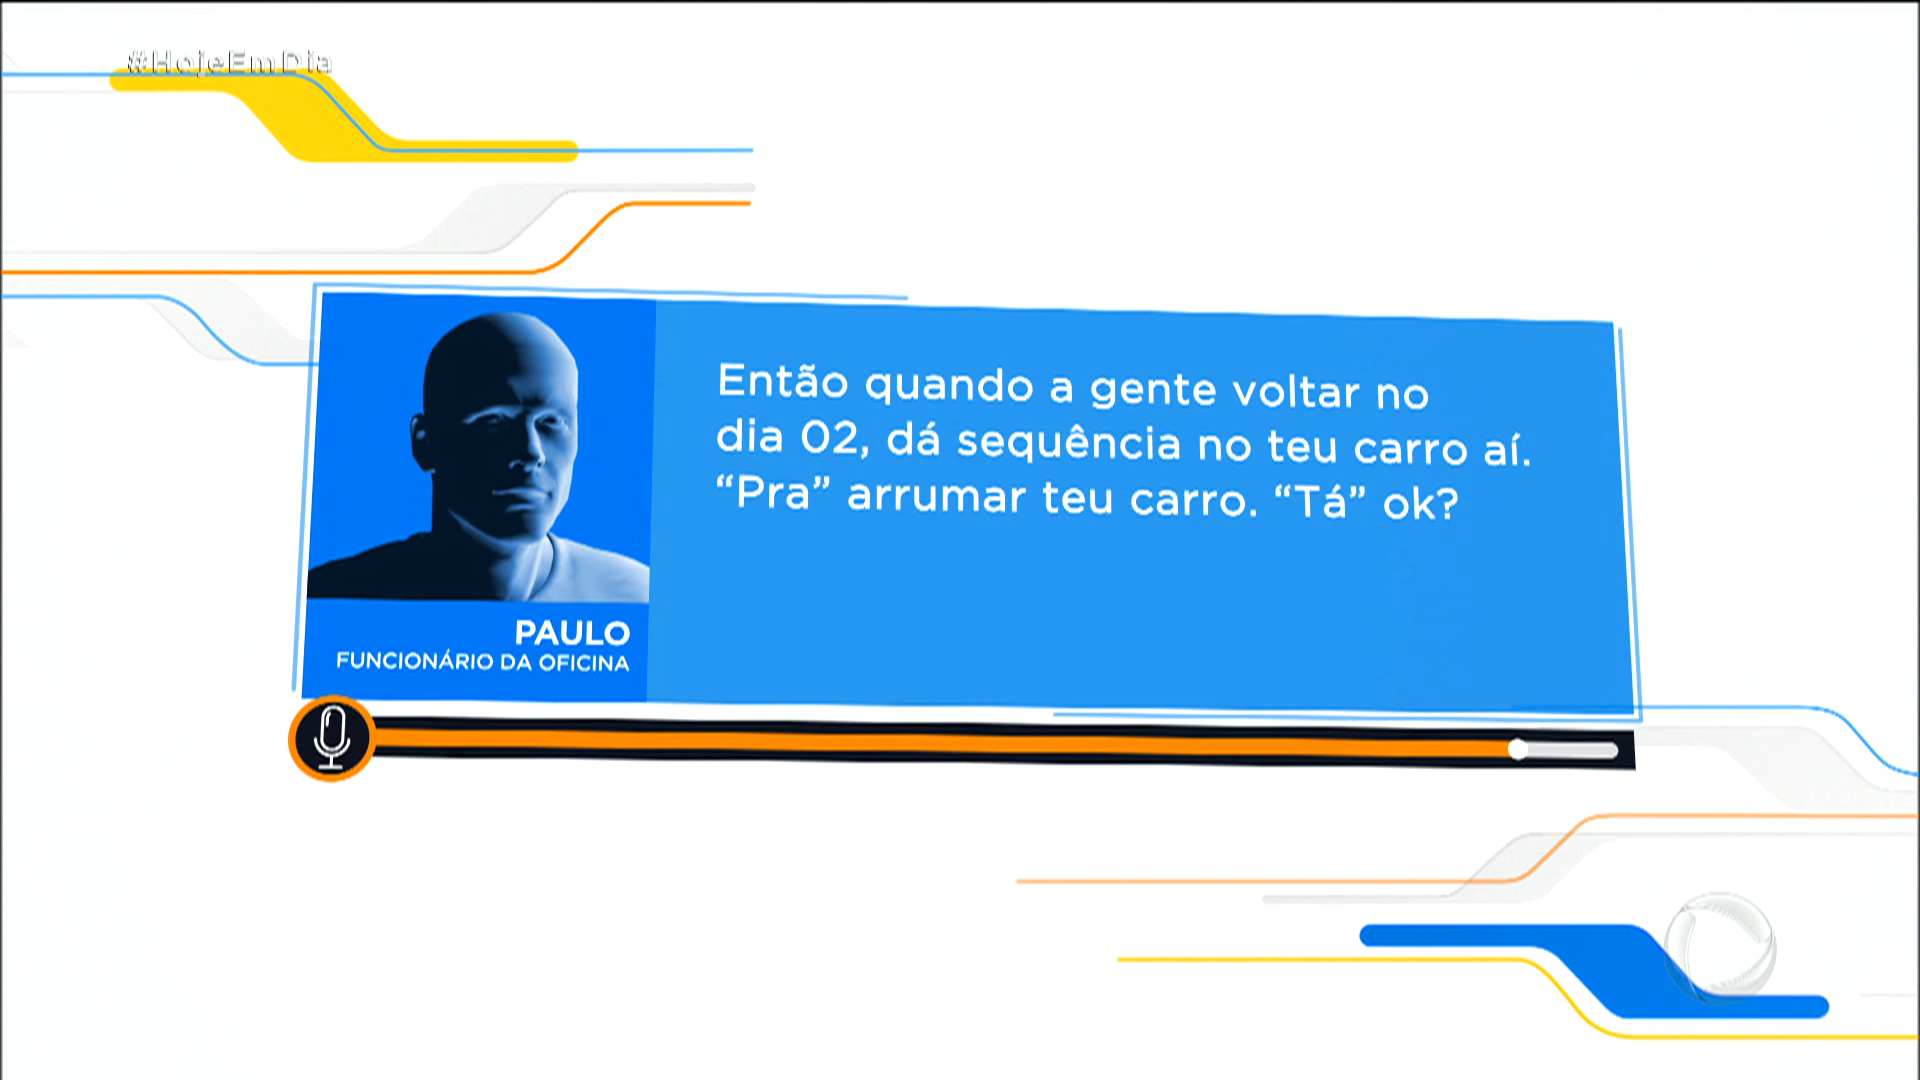 #HojeEmDia
Então quando a gente voltar no
dia 02, dá sequência no teu carro aí.
“Pra” arrumar teu carro. “Tá” ok?
PAULO
FUNCIONÁRIO DA OFICINA